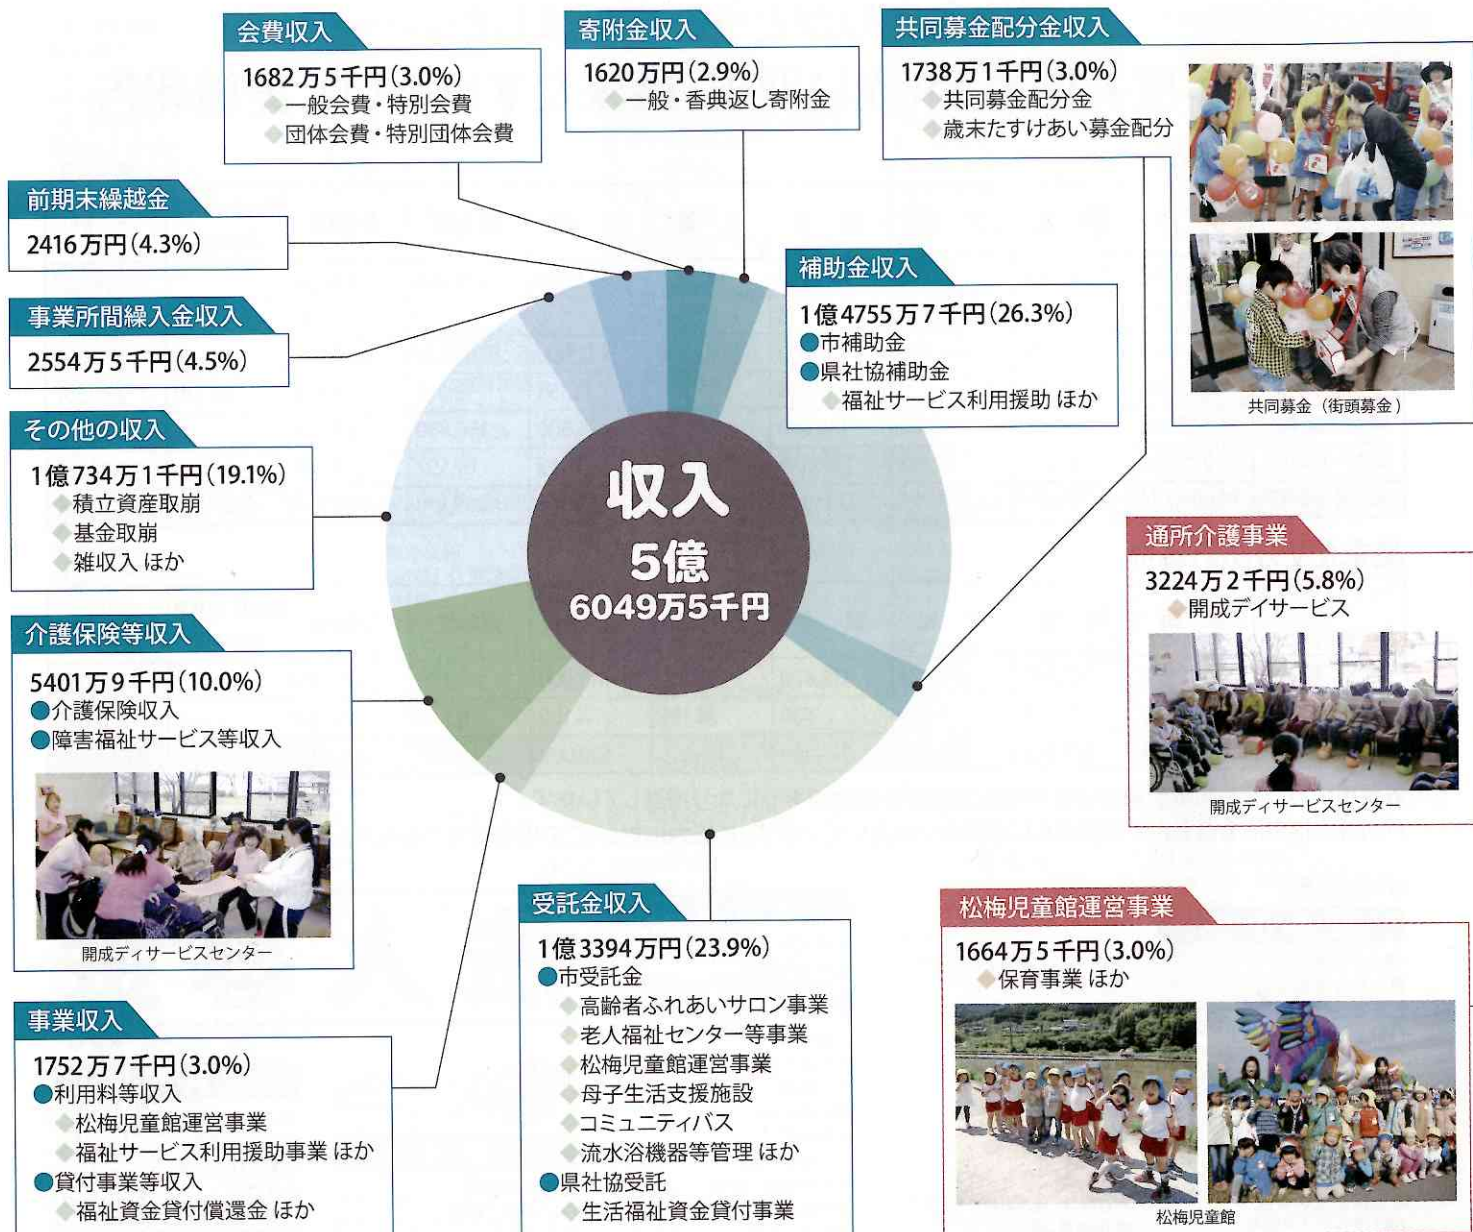 会費収入
1682万5千円(3.0%)
◆一般会費・特別会費
◆団体会費・特別団体会費
寄附金収入
1620万円(2.9%)
◆一般・香典返し寄附金
共同募金配分金収入
1738万1千円(3.0%)
◆共同募金配分金
◆歳末たすけあい募金配分
共同募金（街頭募金）
前期末繰越金
2416万円(4.3%)
事業所間繰入金収入
2554万5千円(4.5%)
補助金収入
1億4755万7千円(26.3%)
●市補助金
●県社協補助金
◆福祉サービス利用援助 ほか
その他の収入
1億734万1千円(19.1%)
◆積立資産取崩
◆基金取崩
◆雑収入 ほか
収入
5億
6049万5千円
通所介護事業
3224万2千円(5.8%)
◆開成デイサービス
開成ディサービスセンター
介護保険等収入
5401万9千円(10.0%)
●介護保険収入
●障害福祉サービス等収入
開成ディサービスセンター
事業収入
1752万7千円(3.0%)
●利用料等収入
◆松梅児童館運営事業
◆福祉サービス利用援助事業 ほか
●貸付事業等収入
◆福祉資金貸付償還金 ほか
受託金収入
1億3394万円(23.9%)
●市受託金
◆高齢者ふれあいサロン事業
◆老人福祉センター等事業
◆松梅児童館運営事業
◆母子生活支援施設
◆コミュニティバス
◆流水浴機器等管理 ほか
●県社協受託
◆生活福祉資金貸付事業
松梅児童館運営事業
1664万5千円(3.0%)
◆保育事業 ほか
松梅児童館